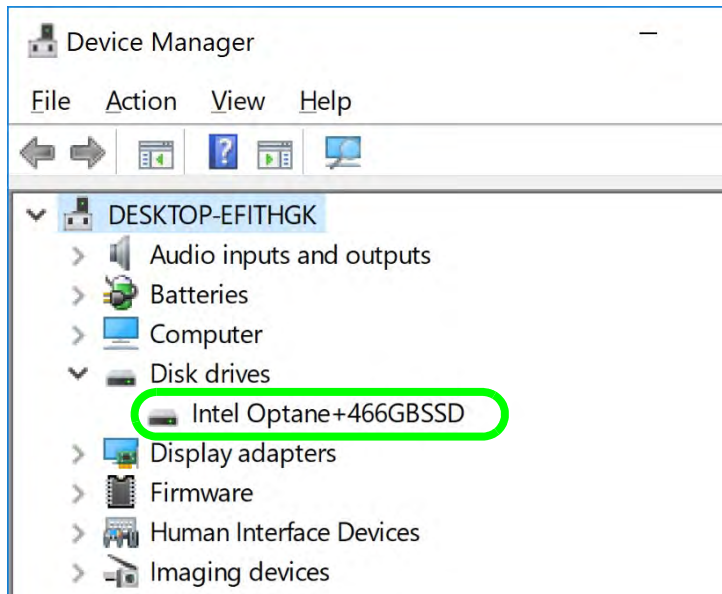 Device Manager
File Action View Help
DESKTOP-EFITHGK
Audio inputs and outputs
Batteries
Computer
Disk drives
Intel Optane+466GBSSD
Display adapters
Firmware
Human Interface Devices
Imaging devices